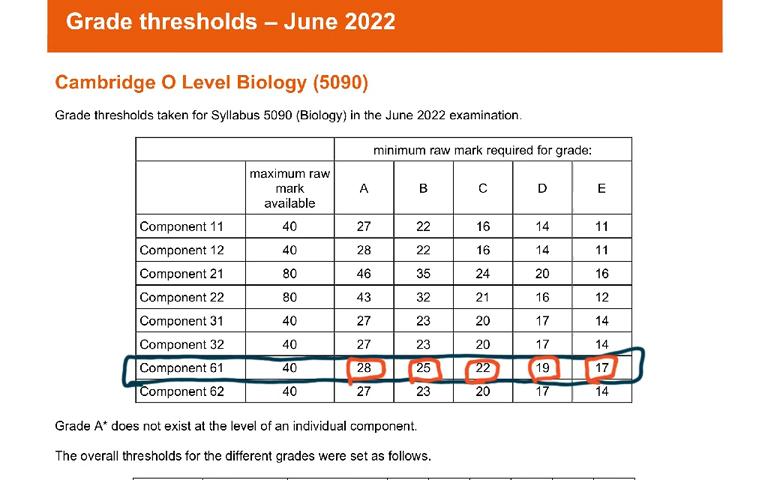 Grade thresholds – June 2022
Cambridge O Level Biology (5090)
Grade thresholds taken for Syllabus 5090 (Biology) in the June 2022 examination.
minimum raw mark required for grade:
maximum raw mark available A B C D E
Component 11 40 27 22 16 14 11
Component 12 40 28 22 16 14 11
Component 21 80 46 35 24 20 16
Component 22 80 43 32 21 16 12
Component 31 40 27 23 20 17 14
Component 32 40 27 23 20 17 14
Component 61 40 28 25 22 19 17
Component 62 40 27 23 20 17 14
Grade A* does not exist at the level of an individual component.
The overall thresholds for the different grades were set as follows.